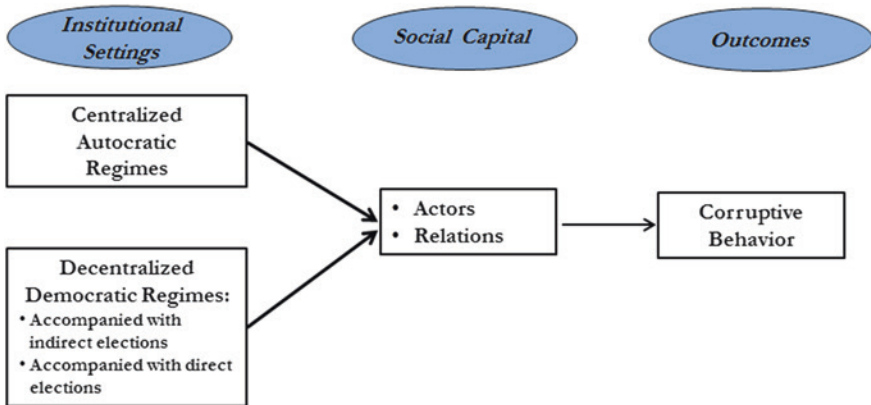 Institutional
Settings
Social Capital
Outcomes
Centralized
Autocratic
Regimes
Decentralized
Democratic Regimes:
• Accompanied with
indirect elections
• Accompanied with direct
elections
• Actors
• Relations
Corruptive
Behavior